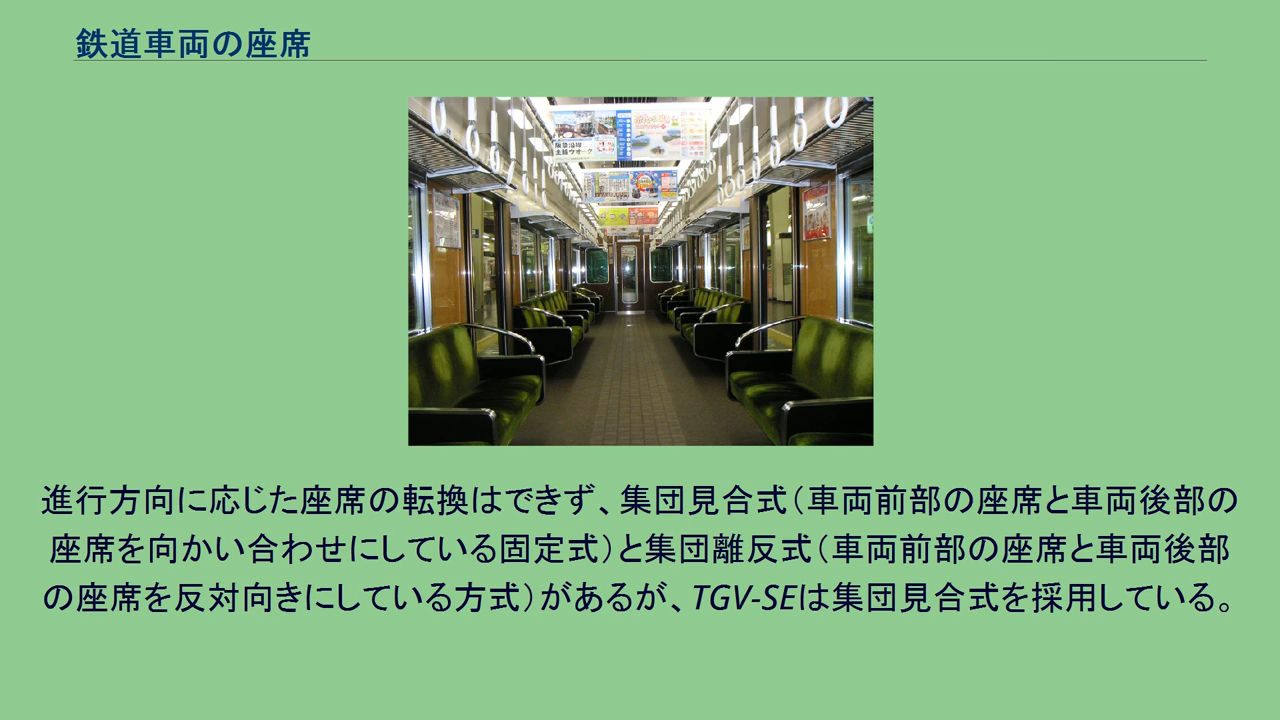 鉄道車両の座席
阪急沿線
進行方向に応じた座席の転換はできず、集団見合式（車両前部の座席と車両後部の
座席を向かい合わせにしている固定式）と集団離反式（車両前部の座席と車両後部
の座席を反対向きにしている方式）があるが、TGV-SEは集団見合式を採用している。